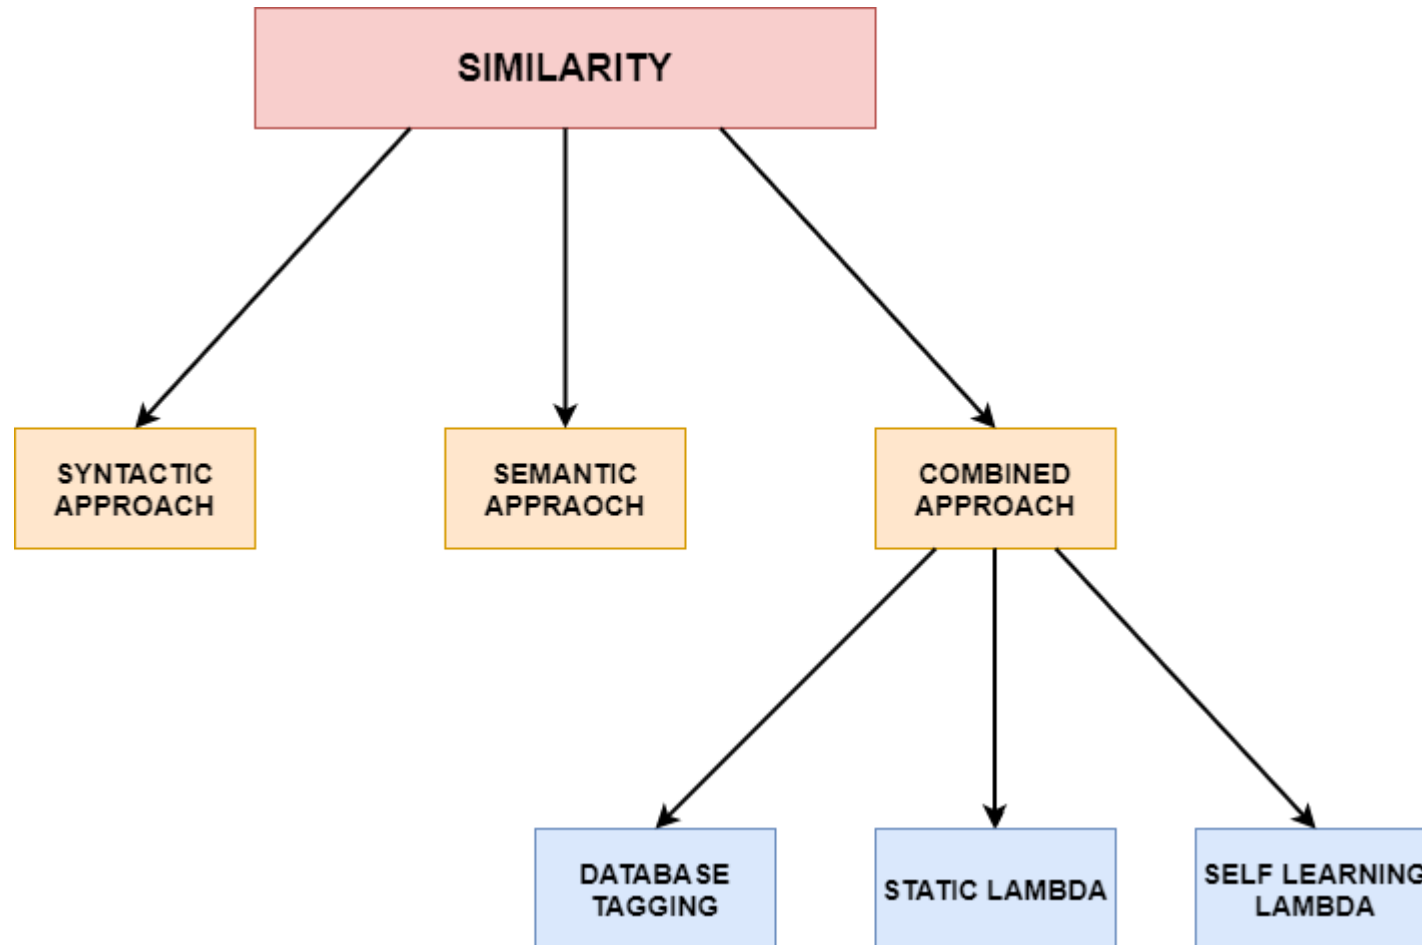 SIMILARITY
SYNTACTIC
APPROACH
SEMANTIC
APPRAOCH
COMBINED
APPROACH
DATABASE
TAGGING
STATIC LAMBDA
SELF LEARNING
LAMBDA